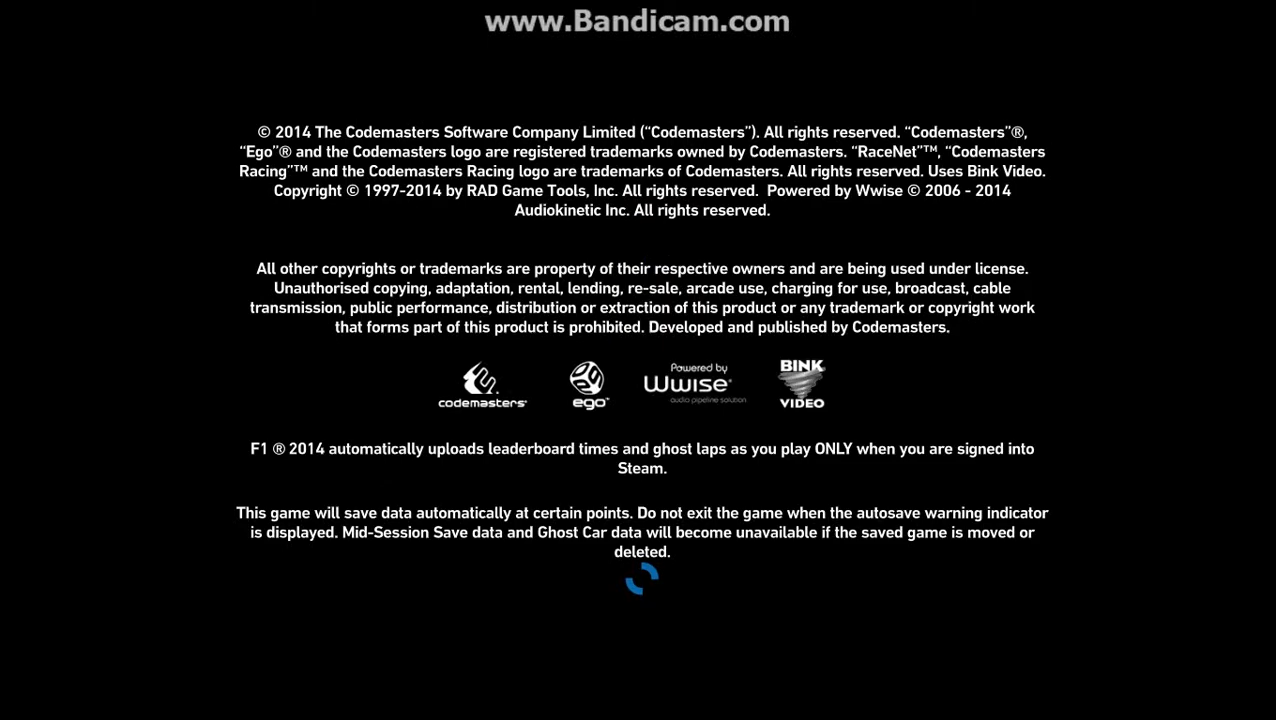 www.Bandicam.com
© 2014 The Codemasters Software Company Limited (“Codemasters”). All rights reserved. “Codemasters”®,
“Ego”® and the Codemasters logo are registered trademarks owned by Codemasters. “RaceNet”™, “Codemasters
Racing”™ and the Codemasters Racing logo are trademarks of Codemasters. All rights reserved. Uses Bink Video.
Copyright © 1997-2014 by RAD Game Tools, Inc. All rights reserved. Powered by Wwise © 2006 - 2014
Audiokinetic Inc. All rights reserved.
All other copyrights or trademarks are property of their respective owners and are being used under license.
Unauthorised copying, adaptation, rental, lending, re-sale, arcade use, charging for use, broadcast, cable
transmission, public performance, distribution or extraction of this product or any trademark or copyright work
that forms part of this product is prohibited. Developed and published by Codemasters.
codemasters®
ego™
Powered by
Wwise®
audio pipeline solution
BINK
VIDEO
F1 ® 2014 automatically uploads leaderboard times and ghost laps as you play ONLY when you are signed into
Steam.
This game will save data automatically at certain points. Do not exit the game when the autosave warning indicator
is displayed. Mid-Session Save data and Ghost Car data will become unavailable if the saved game is moved or
deleted.